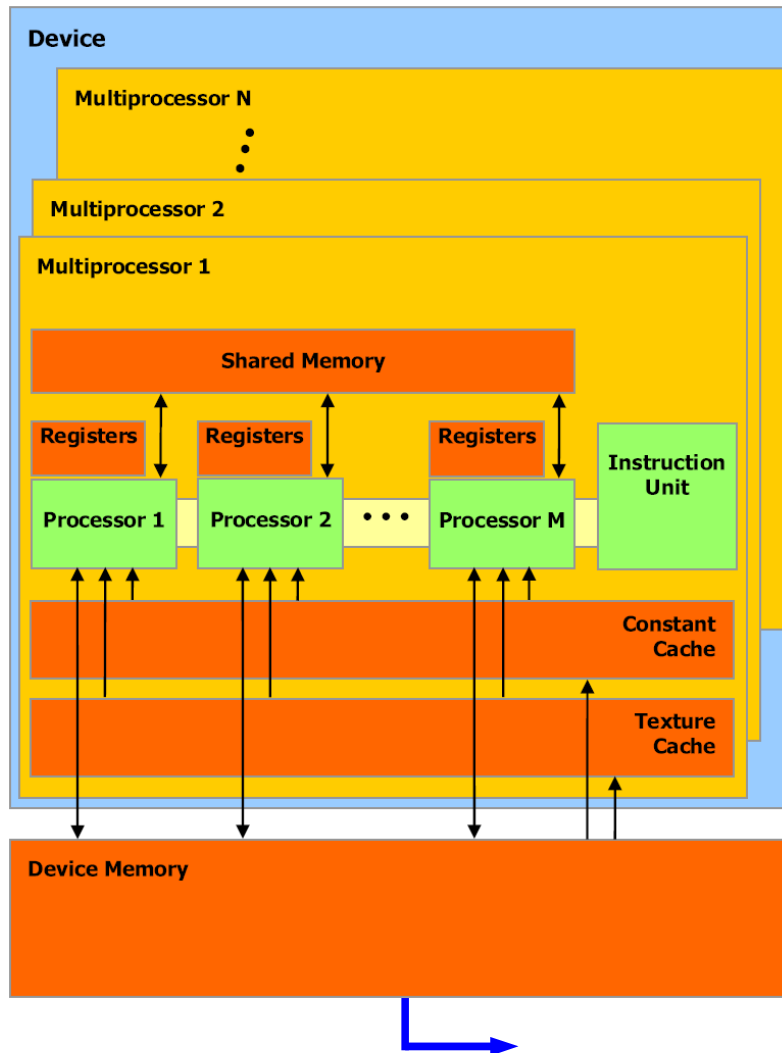 Device
Multiprocessor N
Multiprocessor 2
Multiprocessor 1
Shared Memory
Registers
Registers
Registers
Instruction
Unit
Processor 1
Processor 2
Processor M
Constant
Cache
Texture
Cache
Device Memory